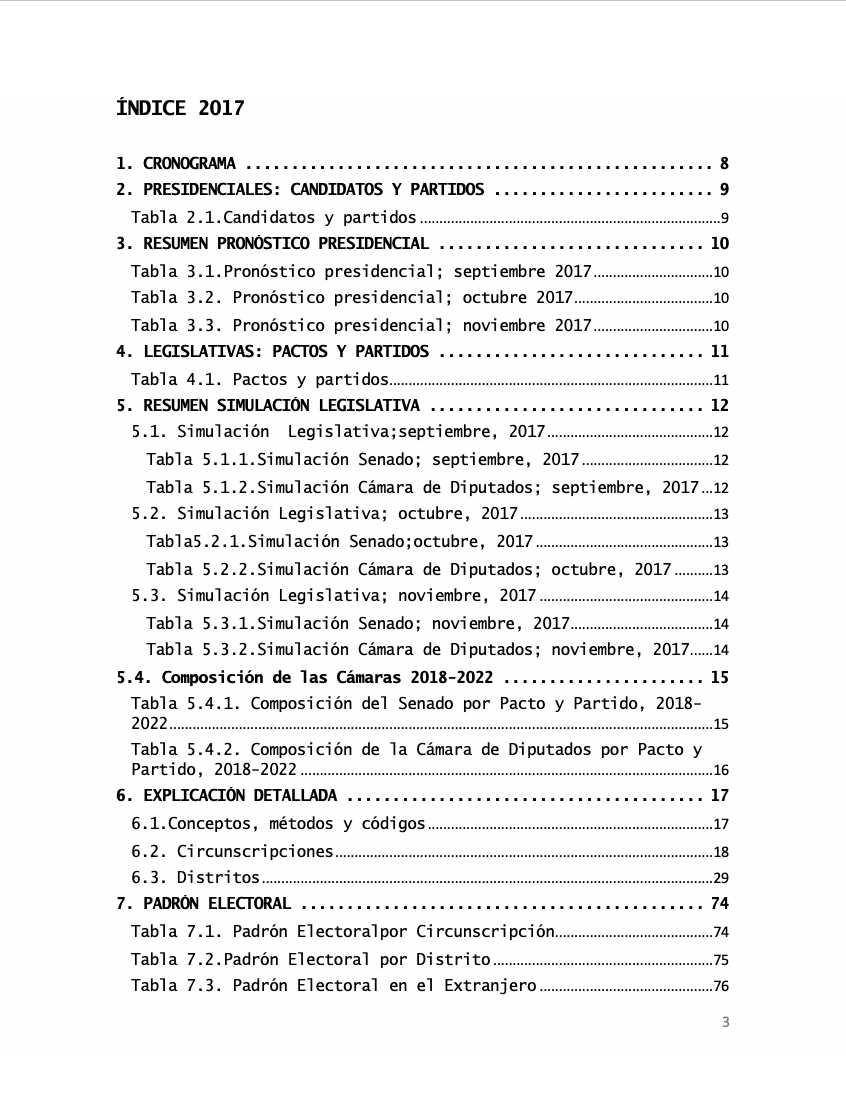 ÍNDICE 2017
1. CRONOGRAMA ................................................... 8
2. PRESIDENCIALES: CANDIDATOS Y PARTIDOS ........................ 9
Tabla 2.1.Candidatos y partidos.............................................................................9
3. RESUMEN PRONÓSTICO PRESIDENCIAL ............................. 10
Tabla 3.1.Pronóstico presidencial; septiembre 2017...............................10
Tabla 3.2. Pronóstico presidencial; octubre 2017....................................10
Tabla 3.3. Pronóstico presidencial; noviembre 2017...............................10
4. LEGISLATIVAS: PACTOS Y PARTIDOS ............................. 11
Tabla 4.1. Pactos y partidos...................................................................................11
5. RESUMEN SIMULACIÓN LEGISLATIVA .............................. 12
5.1. Simulación  Legislativa;septiembre, 2017...........................................12
Tabla 5.1.1.Simulación Senado; septiembre, 2017..................................12
Tabla 5.1.2.Simulación Cámara de Diputados; septiembre, 2017...12
5.2. Simulación Legislativa; octubre, 2017..................................................13
Tabla5.2.1.Simulación Senado;octubre, 2017..............................................13
Tabla 5.2.2.Simulación Cámara de Diputados; octubre, 2017..........13
5.3. Simulación Legislativa; noviembre, 2017.............................................14
Tabla 5.3.1.Simulación Senado; noviembre, 2017.....................................14
Tabla 5.3.2.Simulación Cámara de Diputados; noviembre, 2017......14
5.4. Composición de las Cámaras 2018-2022 ...................... 15
Tabla 5.4.1. Composición del Senado por Pacto y Partido, 2018-
2022............................................................................................................................................15
Tabla 5.4.2. Composición de la Cámara de Diputados por Pacto y
Partido, 2018-2022..........................................................................................................16
6. EXPLICACIÓN DETALLADA ....................................... 17
6.1.Conceptos, métodos y códigos.........................................................................17
6.2. Circunscripciones.................................................................................................18
6.3. Distritos....................................................................................................................29
7. PADRÓN ELECTORAL ............................................ 74
Tabla 7.1. Padrón Electoralpor Circunscripción.........................................74
Tabla 7.2.Padrón Electoral por Distrito.........................................................75
Tabla 7.3. Padrón Electoral en el Extranjero.............................................76
3